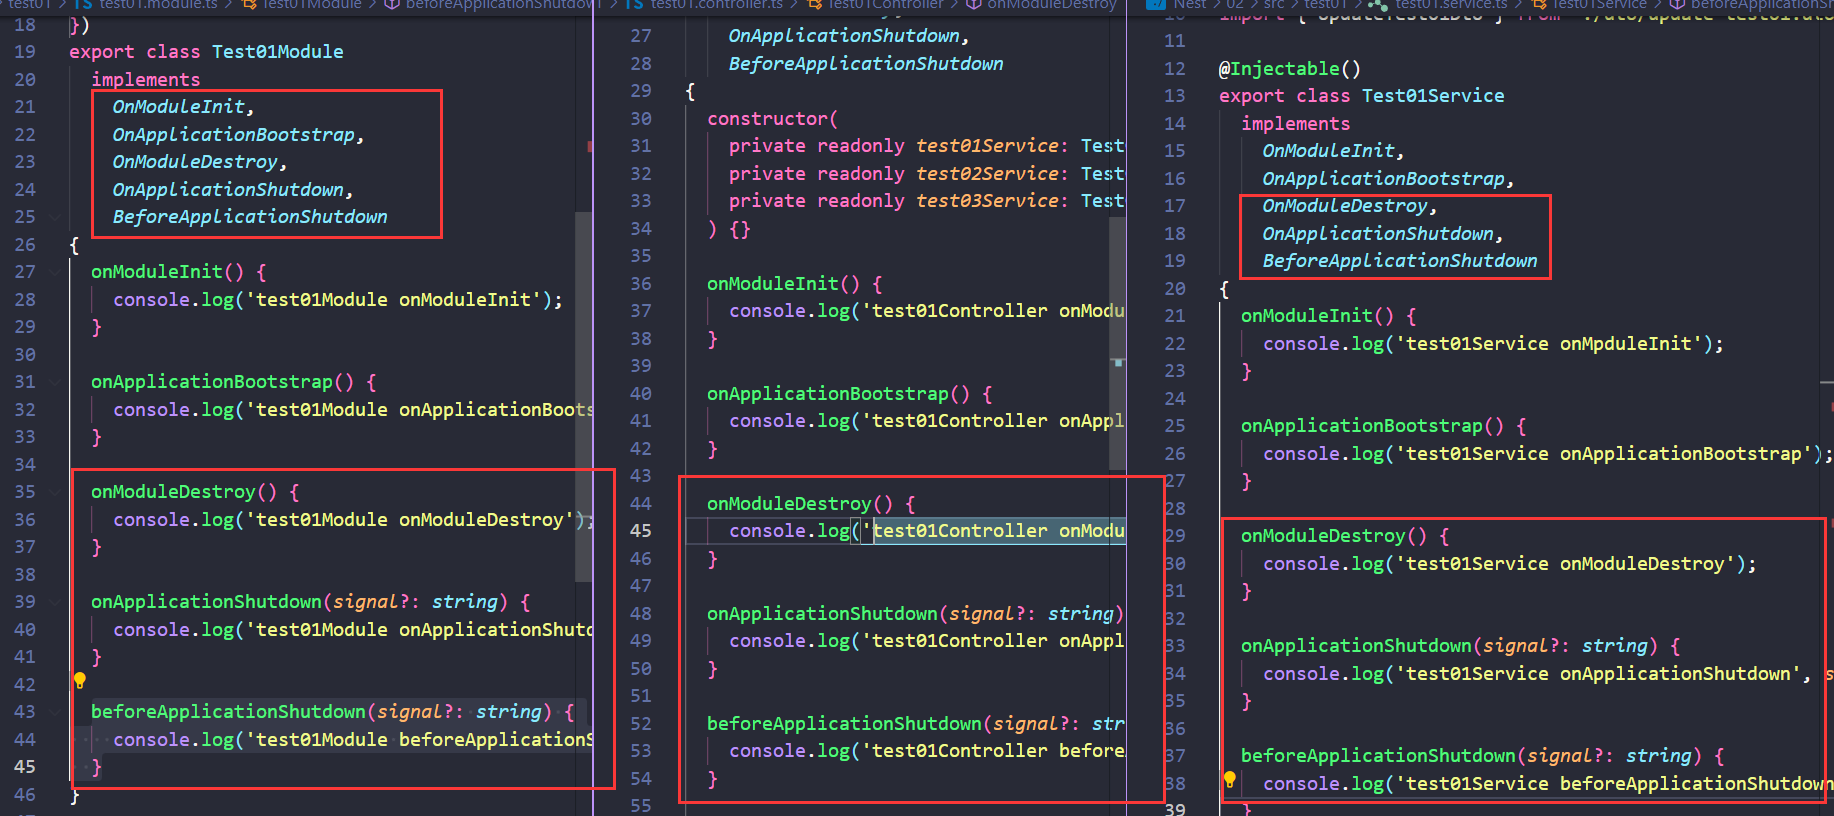 test01 > TS test01.module.ts > Test01Module > beforeApplicationShutdown
18 })
19 export class Test01Module
20 implements
21 OnModuleInit,
22 OnApplicationBootstrap,
23 OnModuleDestroy,
24 OnApplicationShutdown,
25 BeforeApplicationShutdown
26 {
27 onModuleInit() {
28 console.log('test01Module onModuleInit');
29 }
30
31 onApplicationBootstrap() {
32 console.log('test01Module onApplicationBoots
33 }
34
35 onModuleDestroy() {
36 console.log('test01Module onModuleDestroy');
37 }
38
39 onApplicationShutdown(signal?: string) {
40 console.log('test01Module onApplicationShutd
41 }
42
43 beforeApplicationShutdown(signal?: string) {
44 console.log('test01Module beforeApplicationS
45 }
46 }
TS test01.controller.ts > Test01Controller > onModuleDestroy
27 OnApplicationShutdown,
28 BeforeApplicationShutdown
29 {
30 constructor(
31 private readonly test01Service: Test
32 private readonly test02Service: Test
33 private readonly test03Service: Test
34 ) {}
35
36 onModuleInit() {
37 console.log('test01Controller onModu
38 }
39
40 onApplicationBootstrap() {
41 console.log('test01Controller onAppl
42 }
43
44 onModuleDestroy() {
45 console.log('test01Controller onModu
46 }
47
48 onApplicationShutdown(signal?: string)
49 console.log('test01Controller onAppl
50 }
51
52 beforeApplicationShutdown(signal?: str
53 console.log('test01Controller before
54 }
55
Nest > 02 > src > test01 > test01.service.ts > Test01Service > beforeApplicationSh
10 import { UpdateTest01Dto } from './dto/update-test01.dto
11
12 @Injectable()
13 export class Test01Service
14 implements
15 OnModuleInit,
16 OnApplicationBootstrap,
17 OnModuleDestroy,
18 OnApplicationShutdown,
19 BeforeApplicationShutdown
20 {
21 onModuleInit() {
22 console.log('test01Service onMpduleInit');
23 }
24
25 onApplicationBootstrap() {
26 console.log('test01Service onApplicationBootstrap');
27 }
28
29 onModuleDestroy() {
30 console.log('test01Service onModuleDestroy');
31 }
32
33 onApplicationShutdown(signal?: string) {
34 console.log('test01Service onApplicationShutdown', s
35 }
36
37 beforeApplicationShutdown(signal?: string) {
38 console.log('test01Service beforeApplicationShutdown
39 }